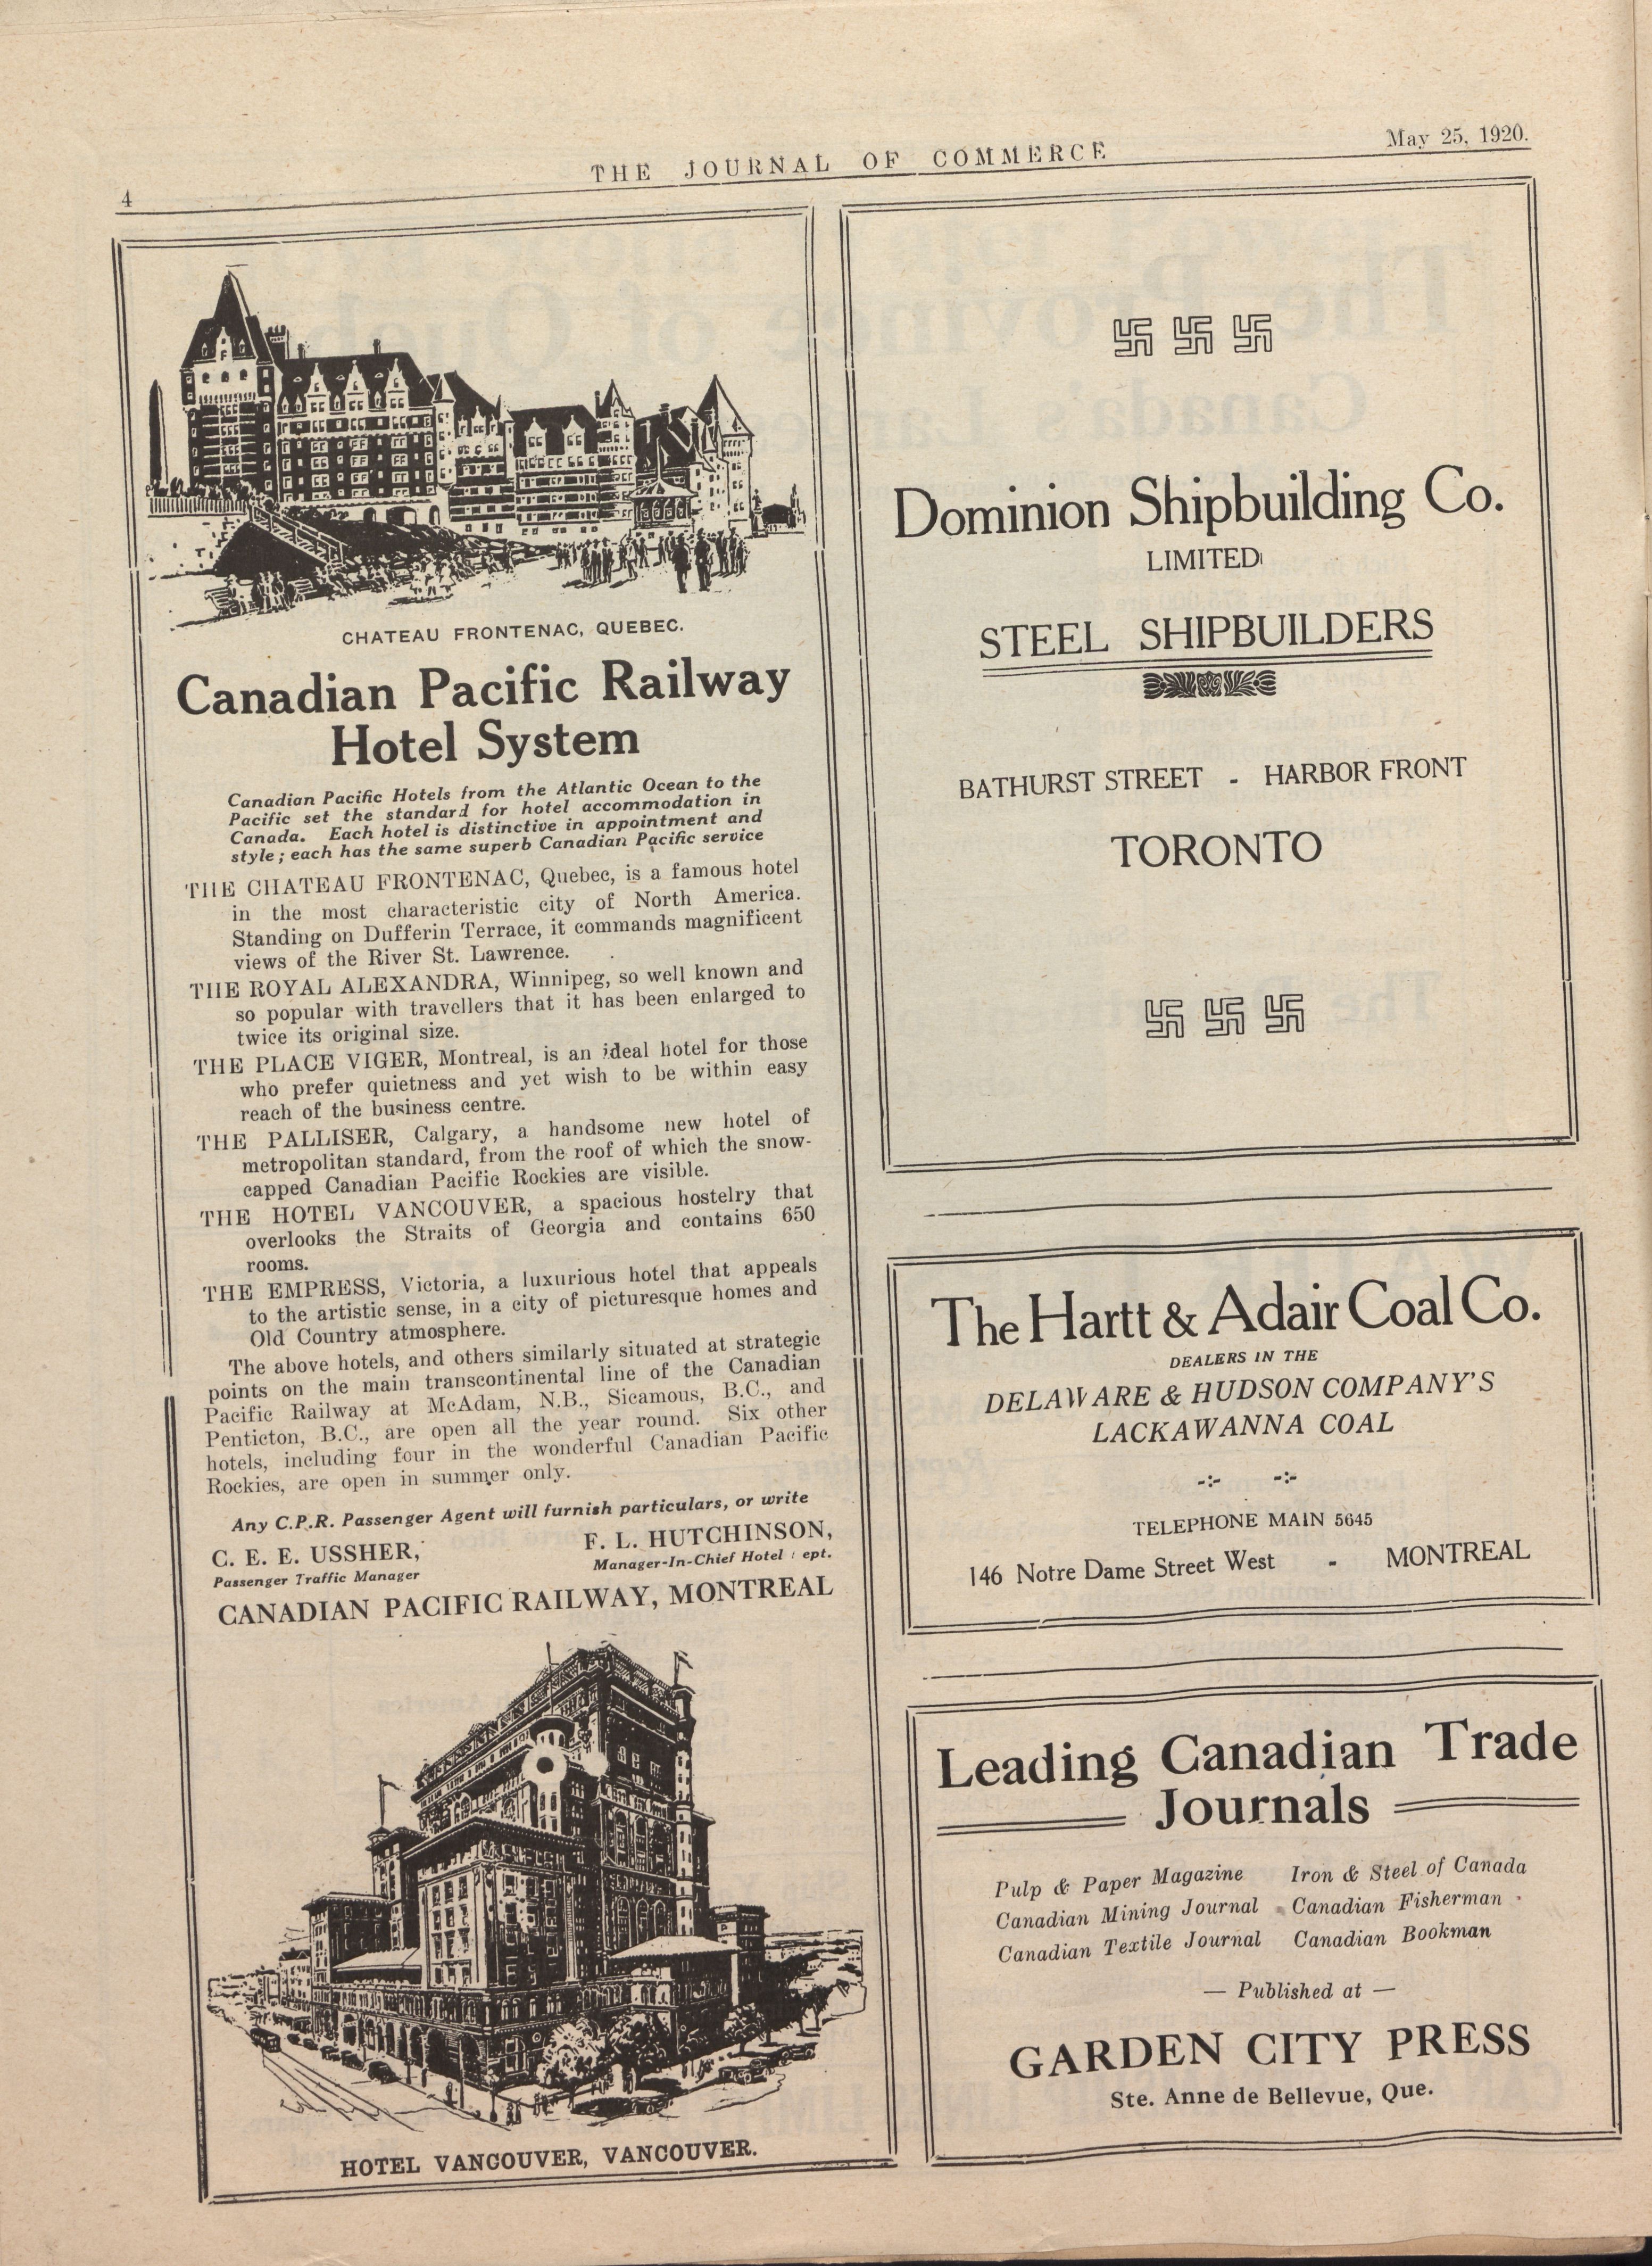 4
THE JOURNAL OF COMMERCE
May 25, 1920.
CHATEAU FRONTENAC, QUEBEC.
Canadian Pacific Railway
Hotel System
Canadian Pacific Hotels from the Atlantic Ocean to the
Pacific set the standard for hotel accommodation in
Canada. Each hotel is distinctive in appointment and
style; each has the same superb Canadian Pacific service
THE CHATEAU FRONTENAC, Quebec, is a famous hotel
in the most characteristic city of North America.
Standing on Dufferin Terrace, it commands magnificent
views of the River St. Lawrence.
THE ROYAL ALEXANDRA, Winnipeg, so well known and
so popular with travellers that it has been enlarged to
twice its original size.
THE PLACE VIGER, Montreal, is an ideal hotel for those
who prefer quietness and yet wish to be within easy
reach of the business centre.
THE PALLISER, Calgary, a handsome new hotel of
metropolitan standard, from the roof of which the snow-
capped Canadian Pacific Rockies are visible.
THE HOTEL VANCOUVER, a spacious hostelry that
overlooks the Straits of Georgia and contains 650
rooms.
THE EMPRESS, Victoria, a luxurious hotel that appeals
to the artistic sense, in a city of picturesque homes and
Old Country atmosphere.
The above hotels, and others similarly situated at strategic
points on the main transcontinental line of the Canadian
Pacific Railway at McAdam, N.B., Sicamous, B.C., and
Penticton, B.C., are open all the year round. Six other
hotels, including four in the wonderful Canadian Pacific
Rockies, are open in summer only.
Any C.P.R. Passenger Agent will furnish particulars, or write
C. E. E. USSHER,
Passenger Traffic Manager
F. L. HUTCHINSON,
Manager-In-Chief Hotel ept.
CANADIAN PACIFIC RAILWAY, MONTREAL
HOTEL VANCOUVER, VANCOUVER.
卐 卐 卐
Dominion Shipbuilding Co.
LIMITED
STEEL SHIPBUILDERS
BATHURST STREET - HARBOR FRONT
TORONTO
卐 卐 卐
The Hartt & Adair Coal Co.
DEALERS IN THE
DELAWARE & HUDSON COMPANY'S
LACKAWANNA COAL
-:- -:-
TELEPHONE MAIN 5645
146 Notre Dame Street West - MONTREAL
Leading Canadian Trade
Journals
Pulp & Paper Magazine Iron & Steel of Canada
Canadian Mining Journal Canadian Fisherman
Canadian Textile Journal Canadian Bookman
— Published at —
GARDEN CITY PRESS
Ste. Anne de Bellevue, Que.